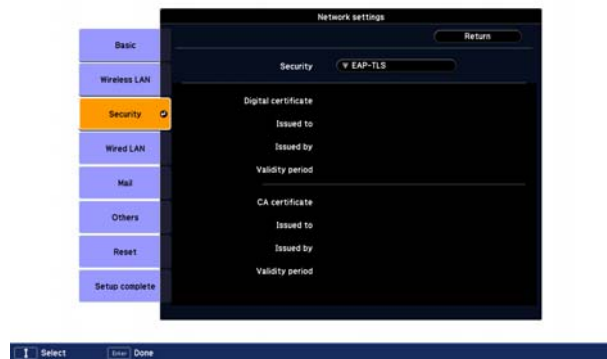 Network settings
Return
Basic
Wireless LAN
Security
Wired LAN
Mail
Others
Reset
Setup complete
Security EAP-TLS
Digital certificate
Issued to
Issued by
Validity period
CA certificate
Issued to
Issued by
Validity period
Select Enter Done